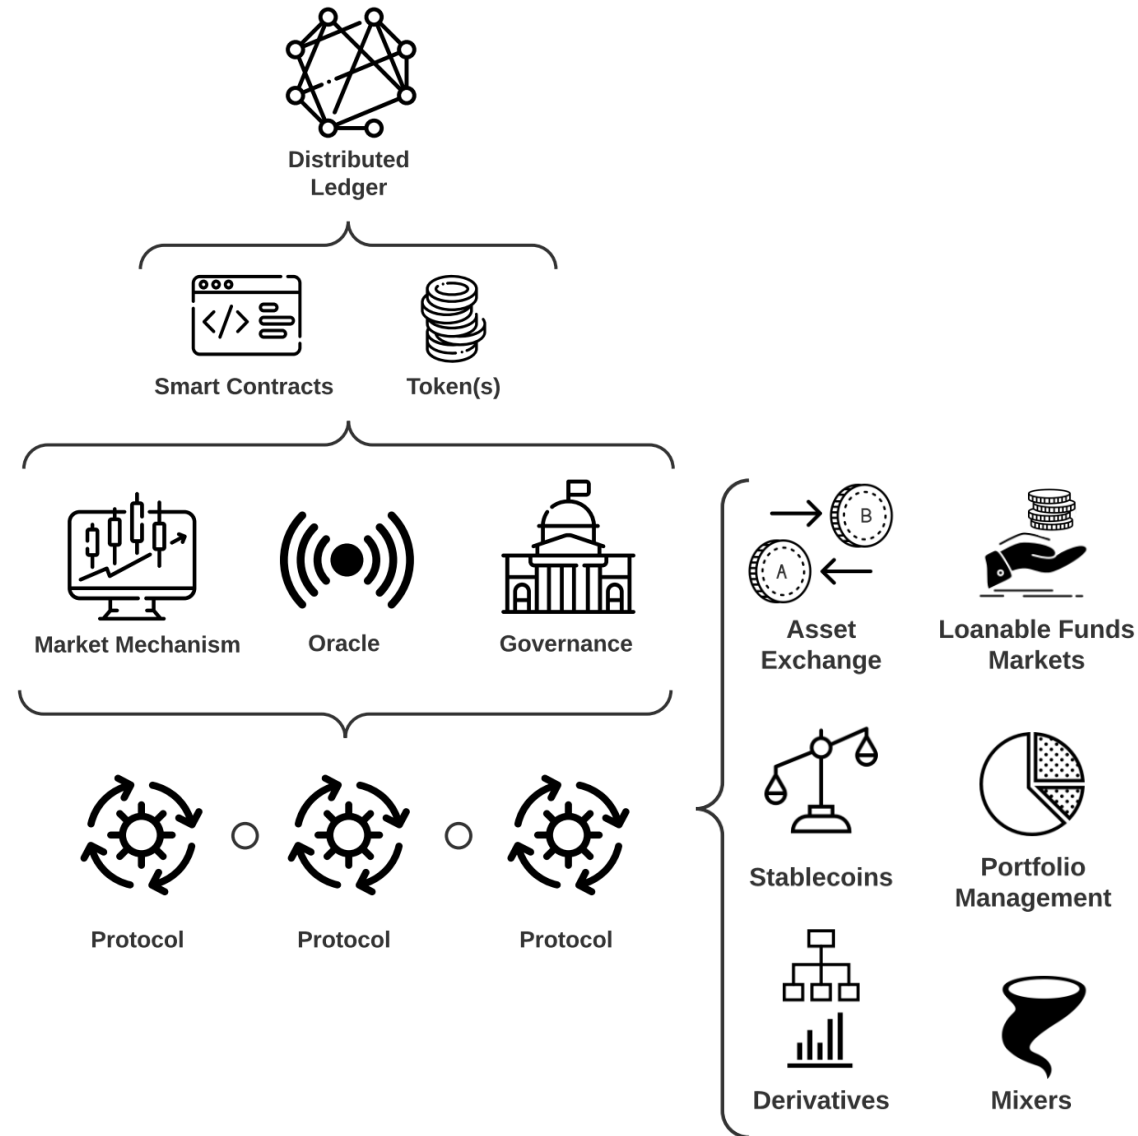 Distributed
Ledger
</>
Smart Contracts
Token(s)
Market Mechanism
Oracle
Governance
B
A
Asset
Exchange
Loanable Funds
Markets
Stablecoins
Portfolio
Management
Protocol
Protocol
Protocol
Derivatives
Mixers